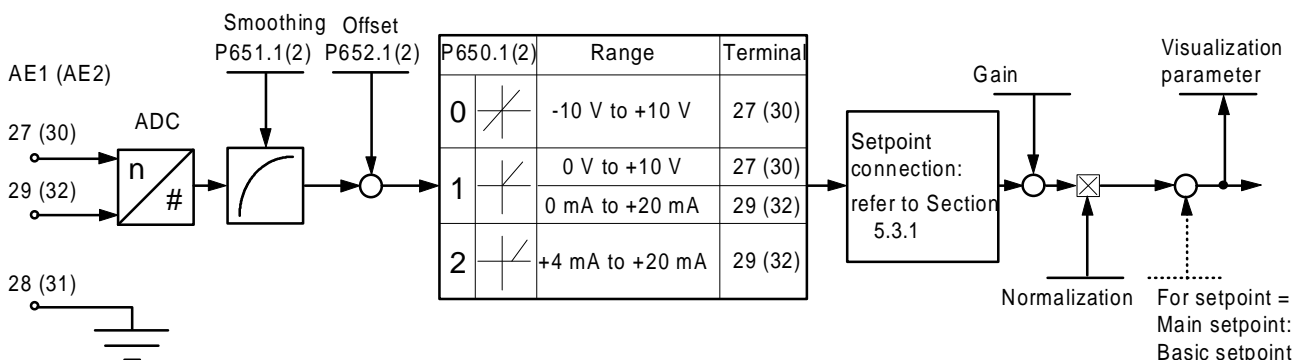 Smoothing
P651.1(2)
Offset
P652.1(2)
AE1 (AE2)
27 (30)
29 (32)
28 (31)
ADC
n
#
P650.1(2) Range Terminal
0 -10 V to +10 V 27 (30)
1 0 V to +10 V 27 (30)
0 mA to +20 mA 29 (32)
2 +4 mA to +20 mA 29 (32)
Setpoint
connection:
refer to Section
5.3.1
Gain
Normalization
Visualization
parameter
For setpoint =
Main setpoint:
Basic setpoint